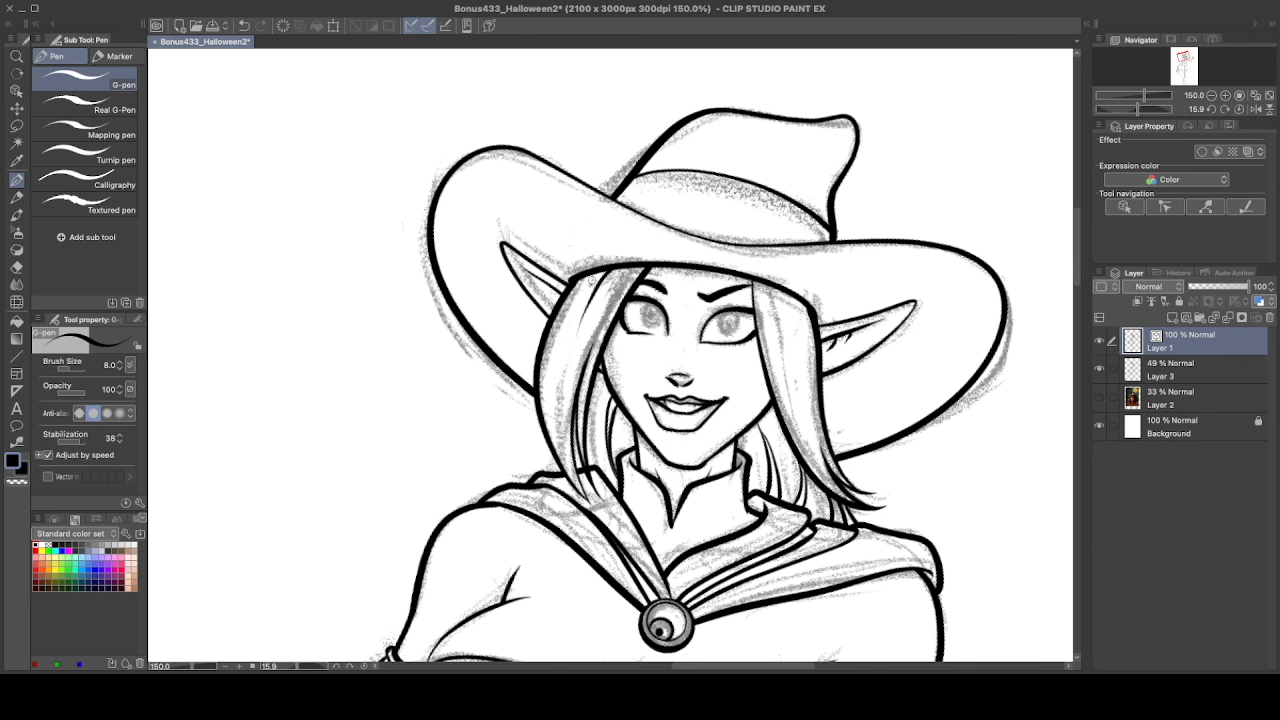 Bonus433_Halloween2* (2100 x 3000px 300dpi 150.0%) - CLIP STUDIO PAINT EX
Sub Tool: Pen
Bonus433_Halloween2*
Pen
Marker
G-pen
Real G-Pen
Mapping pen
Turnip pen
Calligraphy
Textured pen
Add sub tool
Tool property: G-
G-pen
Brush Size 8.0
Opacity 100
Anti-alia
Stabilization 38
Adjust by speed
Vector
Standard color set
150.0
15.9
Navigator
150.0
15.9
Layer Property
Effect
Expression color
Color
Tool navigation
Layer
History
Auto Action
Normal
100
100 % Normal
Layer 1
49 % Normal
Layer 3
33 % Normal
Layer 2
100 % Normal
Background